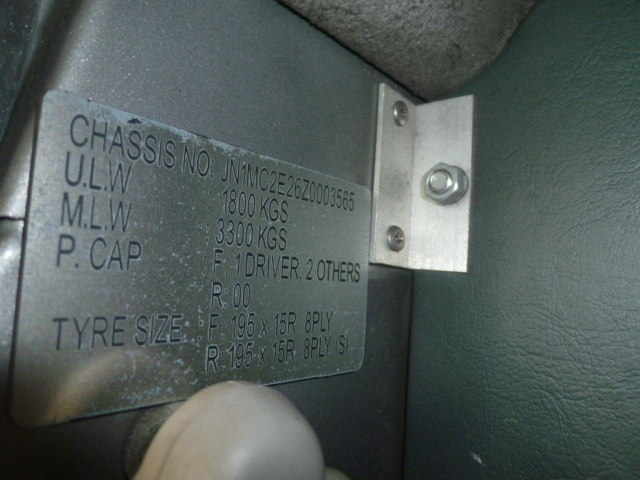 CHASSIS NO: JN1MC2E26Z0003565
U.L.W : 1800 KGS
M.L.W : 3300 KGS
P. CAP : F. 1 DRIVER. 2 OTHERS
R: 00
TYRE SIZE : F: 195 x 15R 8PLY
R: 195 x 15R 8PLY (S)